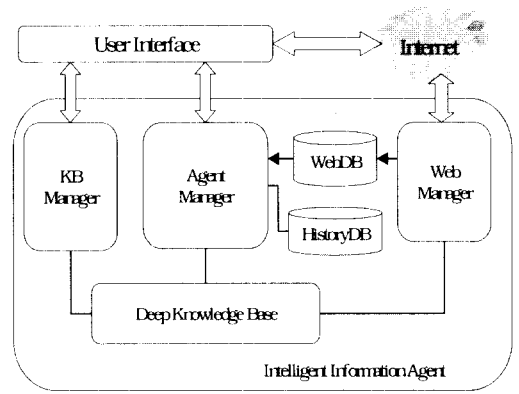 User Interface
Internet
KB
Manager
Agent
Manager
WebDB
Web
Manager
HistoryDB
Deep Knowledge Base
Intelligent Information Agent